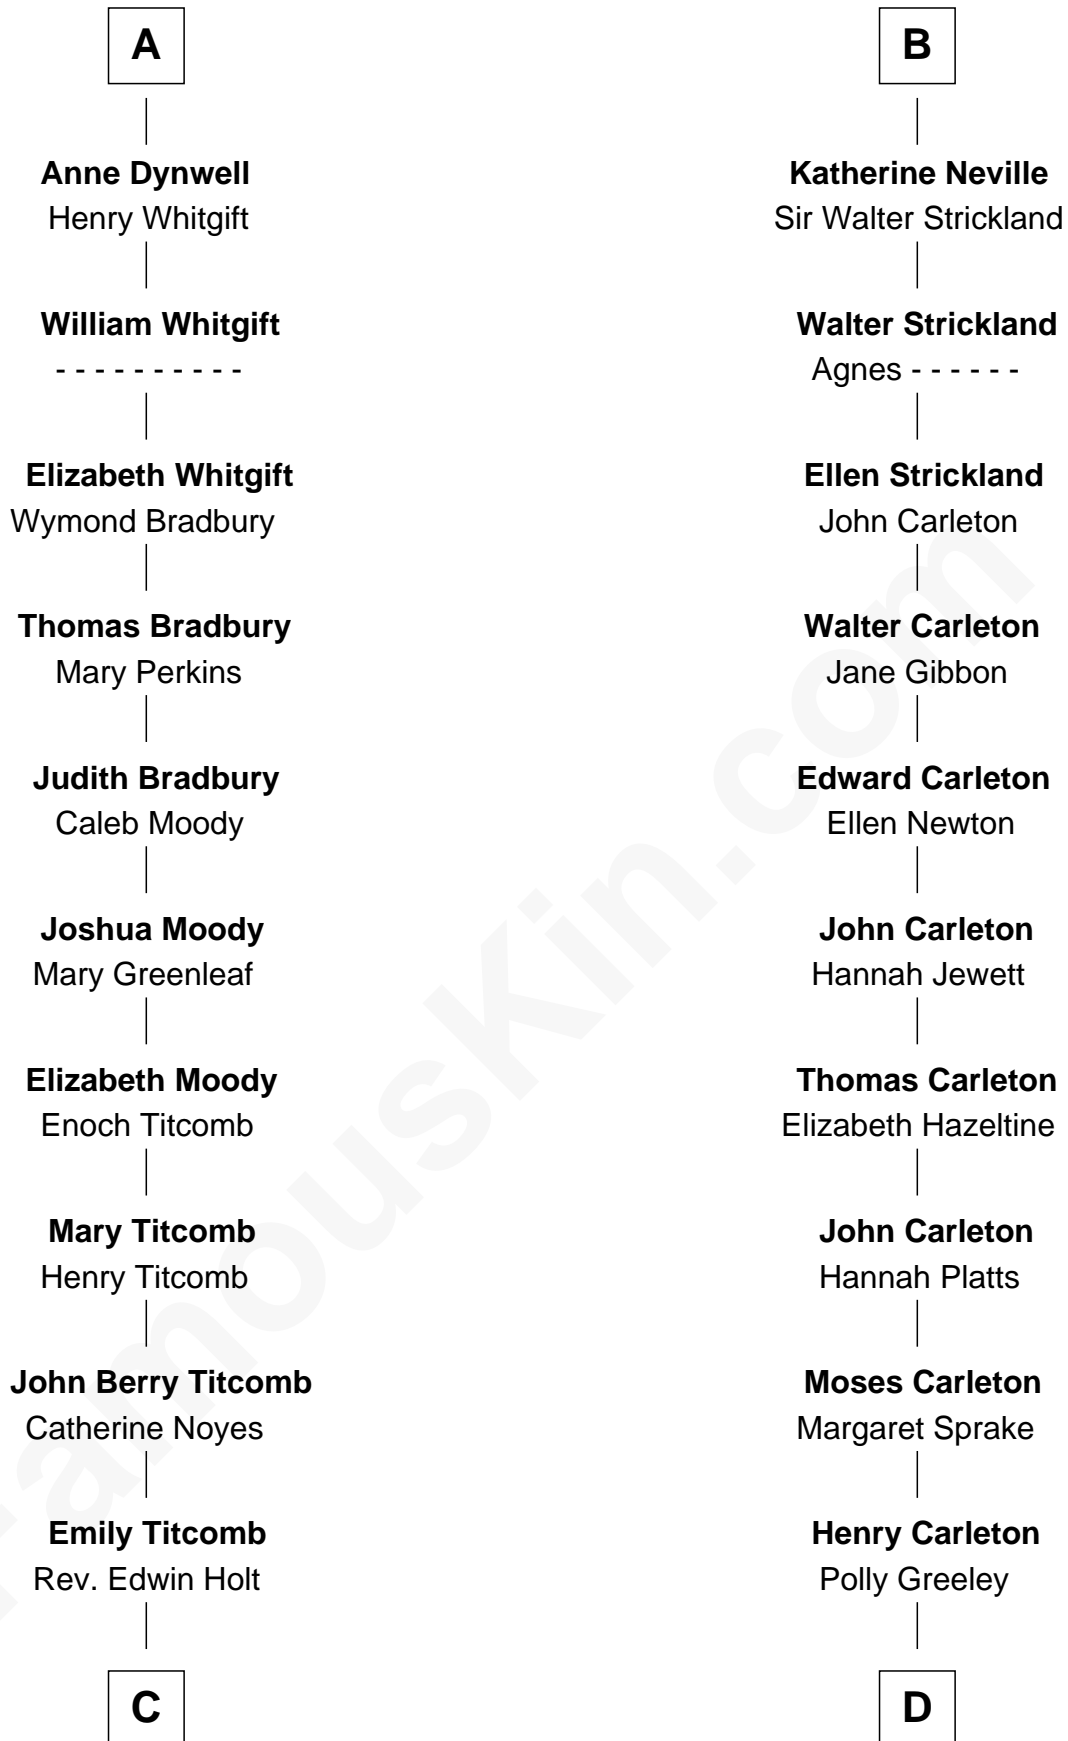 A
Anne Dynwell
Henry Whitgift
William Whitgift
- - - - - - - - - -
Elizabeth Whitgift
Wymond Bradbury
Thomas Bradbury
Mary Perkins
Judith Bradbury
Caleb Moody
Joshua Moody
Mary Greenleaf
Elizabeth Moody
Enoch Titcomb
Mary Titcomb
Henry Titcomb
John Berry Titcomb
Catherine Noyes
Emily Titcomb
Rev. Edwin Holt
C
B
Katherine Neville
Sir Walter Strickland
Walter Strickland
Agnes - - - - - -
Ellen Strickland
John Carleton
Walter Carleton
Jane Gibbon
Edward Carleton
Ellen Newton
John Carleton
Hannah Jewett
Thomas Carleton
Elizabeth Hazeltine
John Carleton
Hannah Platts
Moses Carleton
Margaret Sprake
Henry Carleton
Polly Greeley
D
FamousKin.com